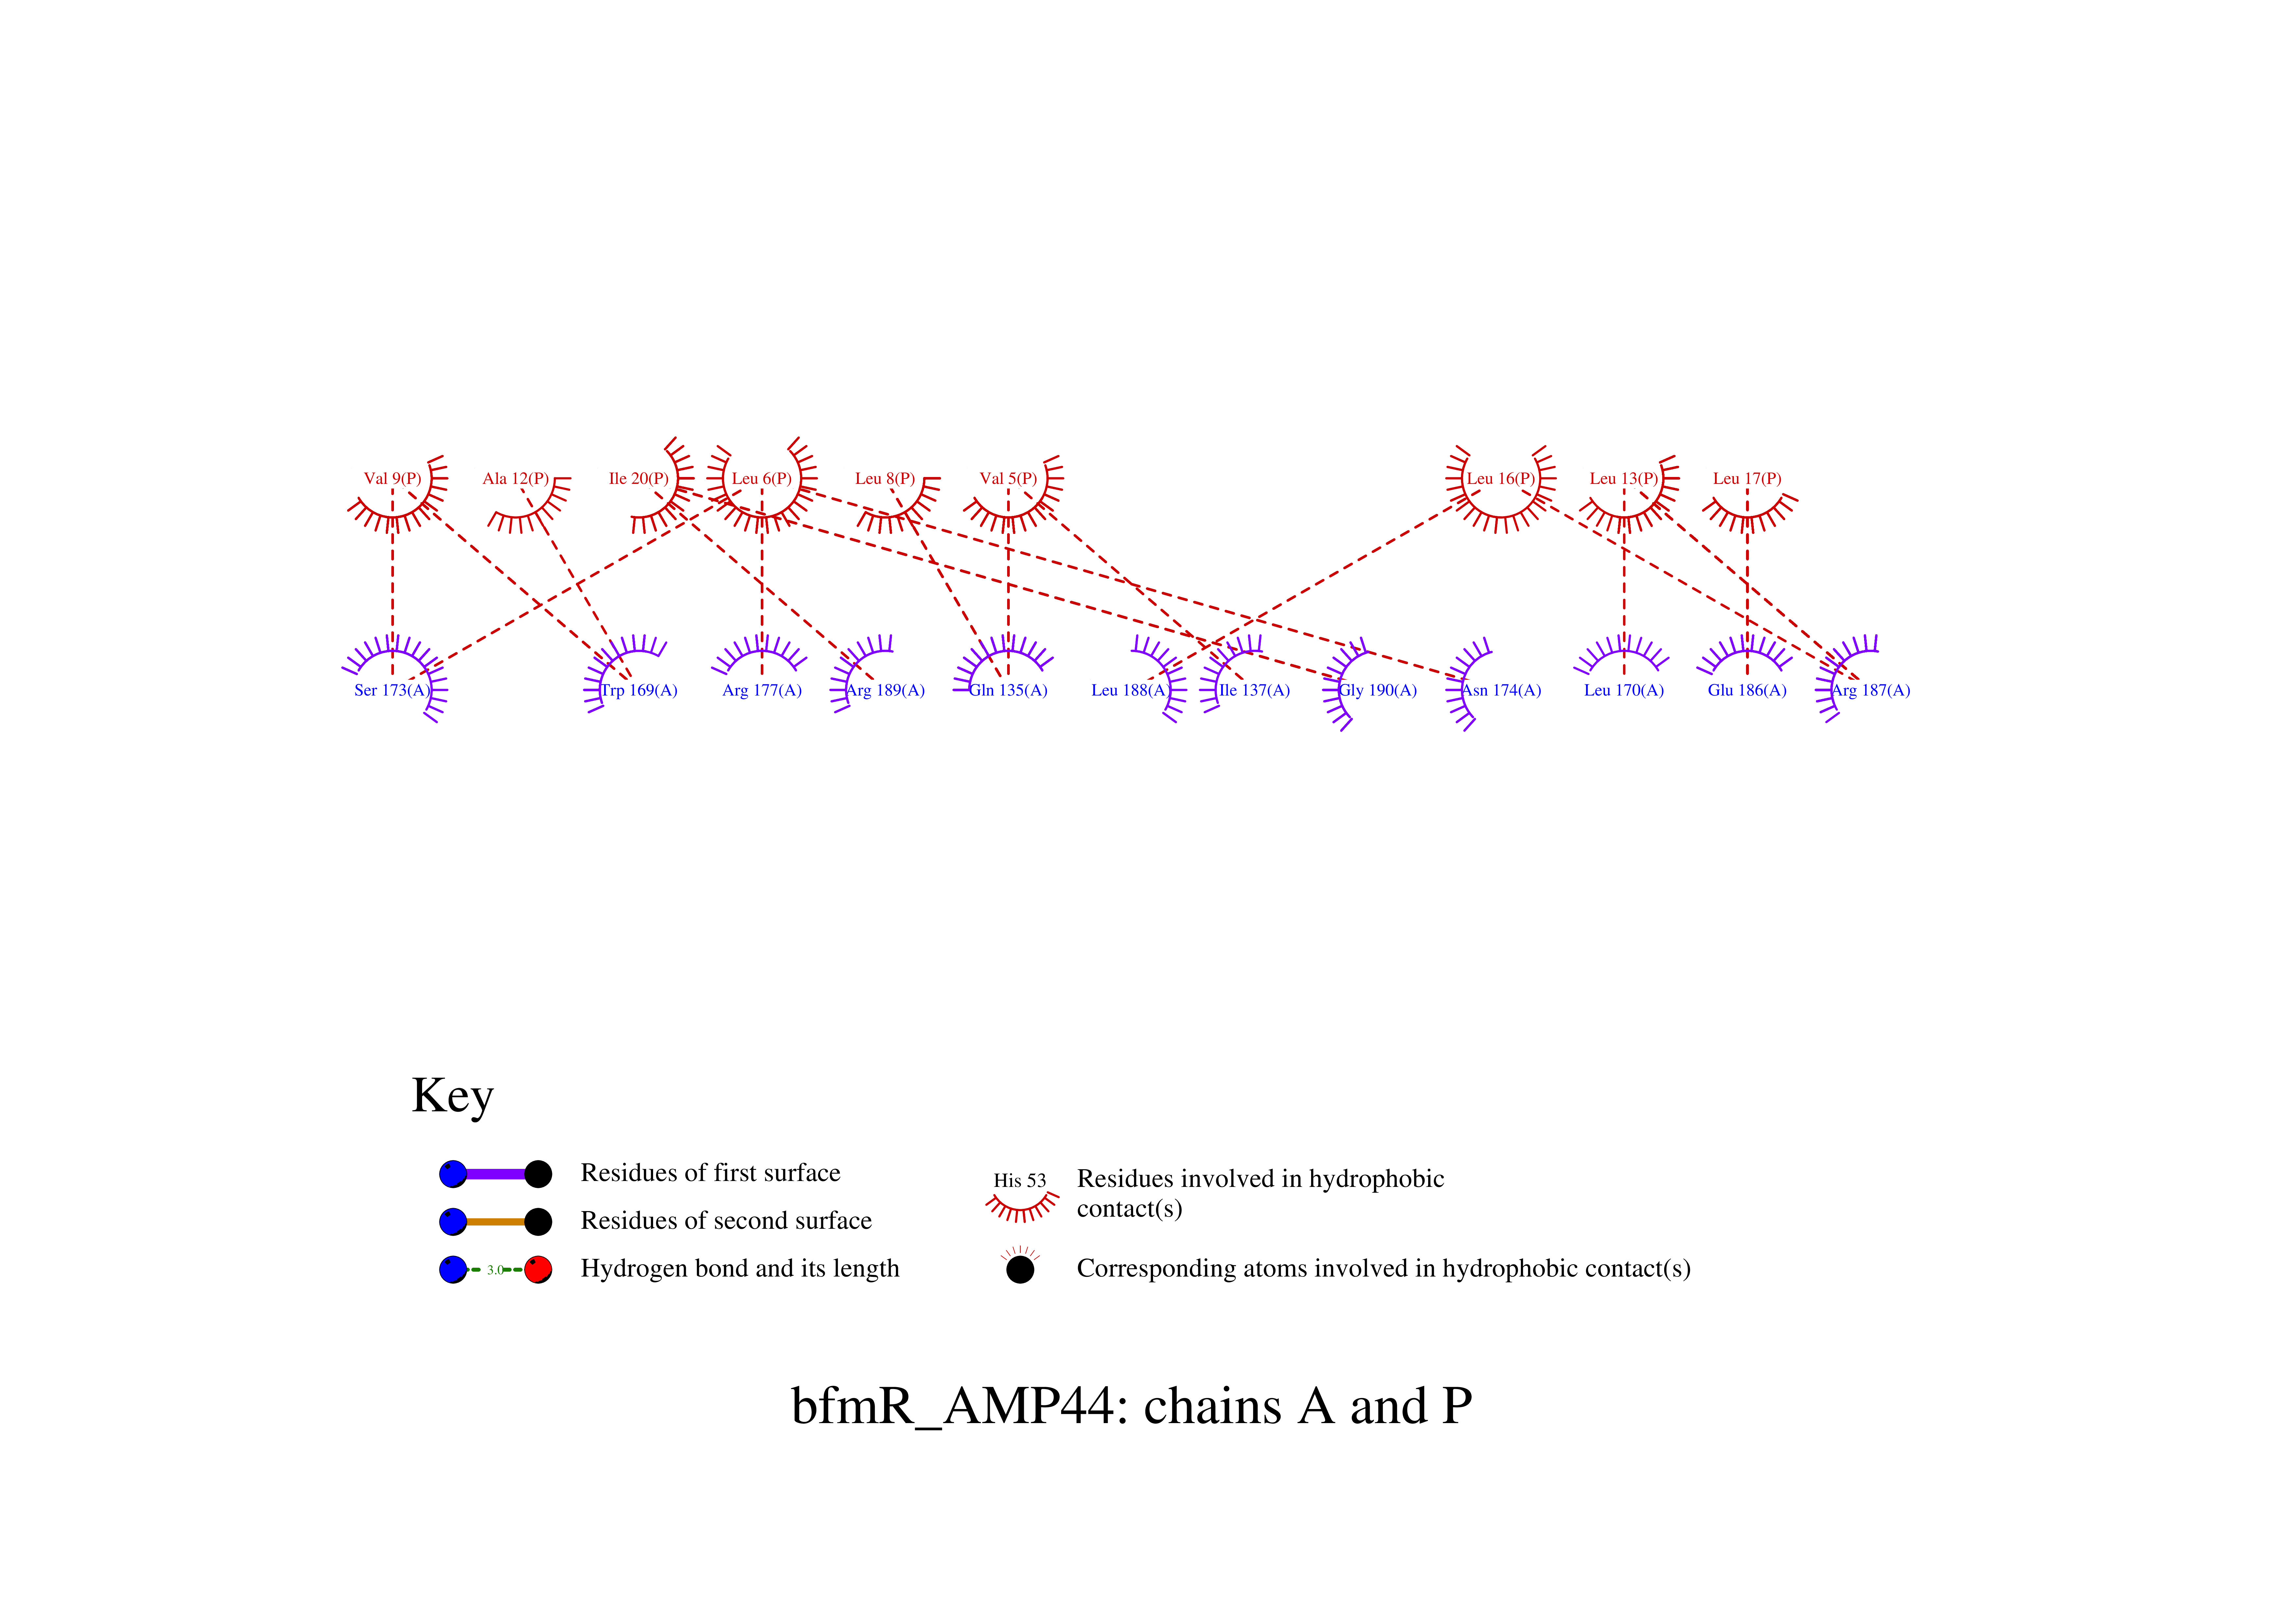 Val 9(P) Ala 12(P) Ile 20(P) Leu 6(P) Leu 8(P) Val 5(P) Leu 16(P) Leu 13(P) Leu 17(P)
Ser 173(A) Trp 169(A) Arg 177(A) Arg 189(A) Gln 135(A) Leu 188(A) Ile 137(A) Gly 190(A) Asn 174(A) Leu 170(A) Glu 186(A) Arg 187(A)
Key
Residues of first surface
Residues of second surface
3.0 Hydrogen bond and its length
His 53 Residues involved in hydrophobic
contact(s)
Corresponding atoms involved in hydrophobic contact(s)
bfmR_AMP44: chains A and P